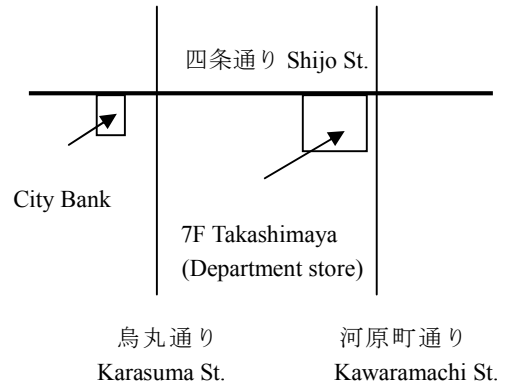 四条通り Shijo St.
City Bank
7F Takashimaya
(Department store)
烏丸通り
Karasuma St.
河原町通り
Kawaramachi St.